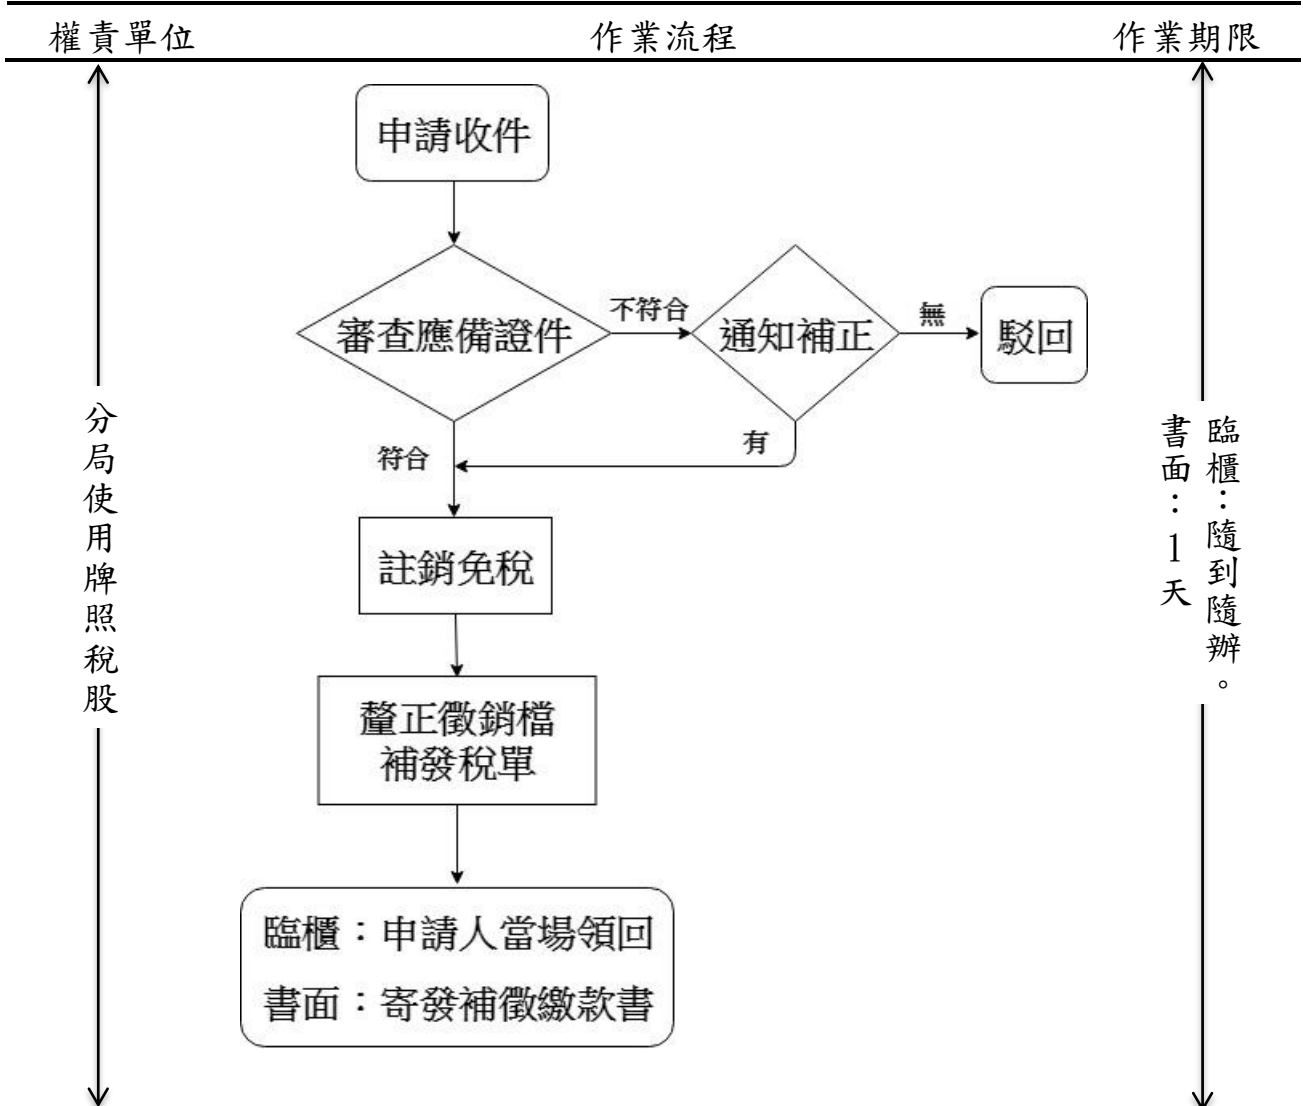 權責單位 作業流程 作業期限
申請收件
審查應備證件
不符合
通知補正
無
駁回
符合
有
註銷免稅
釐正徵銷檔
補發稅單
臨櫃：申請人當場領回
書面：寄發補徵繳款書
分局使用牌照稅股
臨櫃：隨到隨辦。
書面：1天